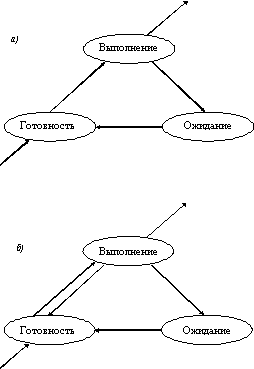 а)
Выполнение
Готовность
Ожидание
б)
Выполнение
Готовность
Ожидание